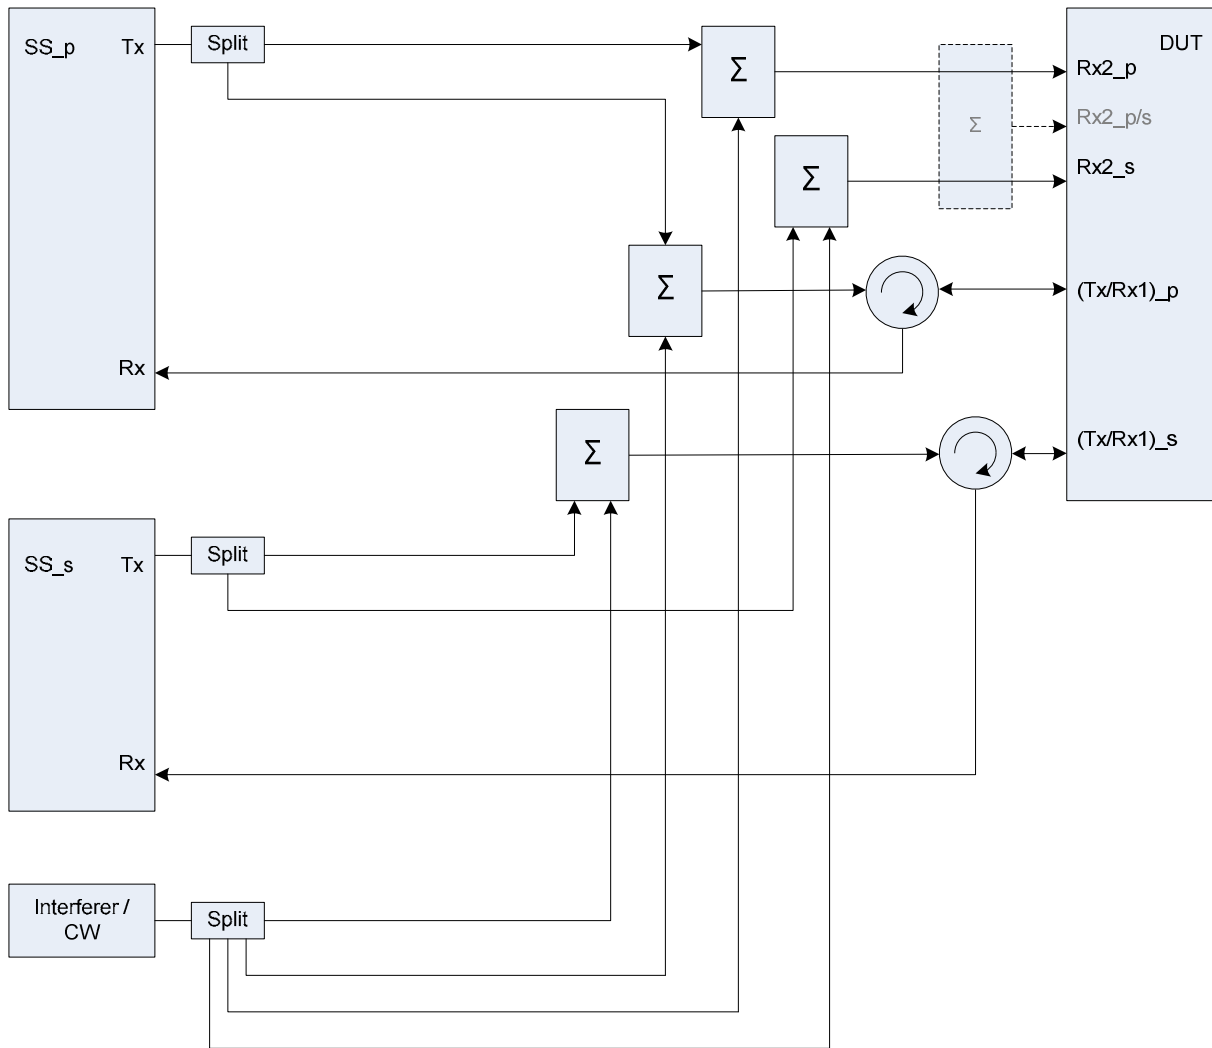 SS_p
Tx
Split
Σ
DUT
Rx2_p
Σ
Rx2_p/s
Σ
Rx2_s
Σ
(Tx/Rx1)_p
Rx
Σ
(Tx/Rx1)_s
SS_s
Tx
Split
Rx
Interferer /
CW
Split